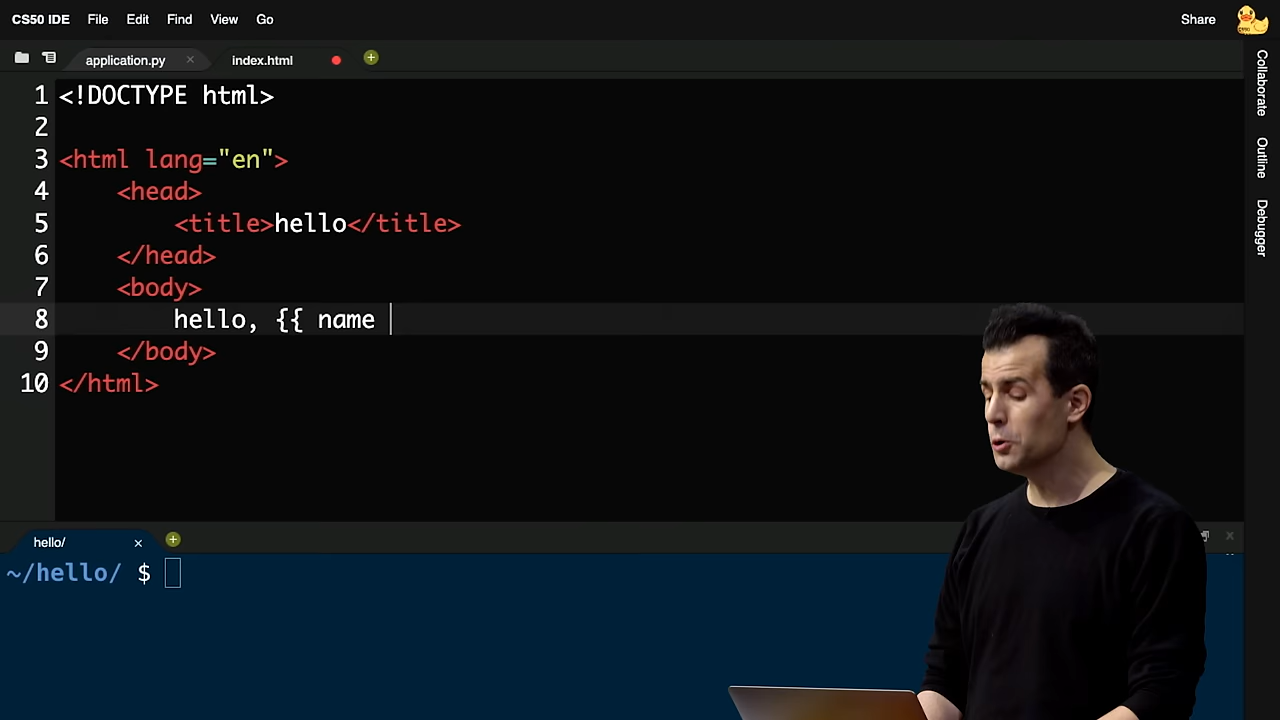 CS50 IDE File Edit Find View Go Share
application.py index.html
1 <!DOCTYPE html>
2
3 <html lang="en">
4 <head>
5 <title>hello</title>
6 </head>
7 <body>
8 hello, {{ name
9 </body>
10 </html>
hello/
~/hello/ $
Collaborate
Outline
Debugger